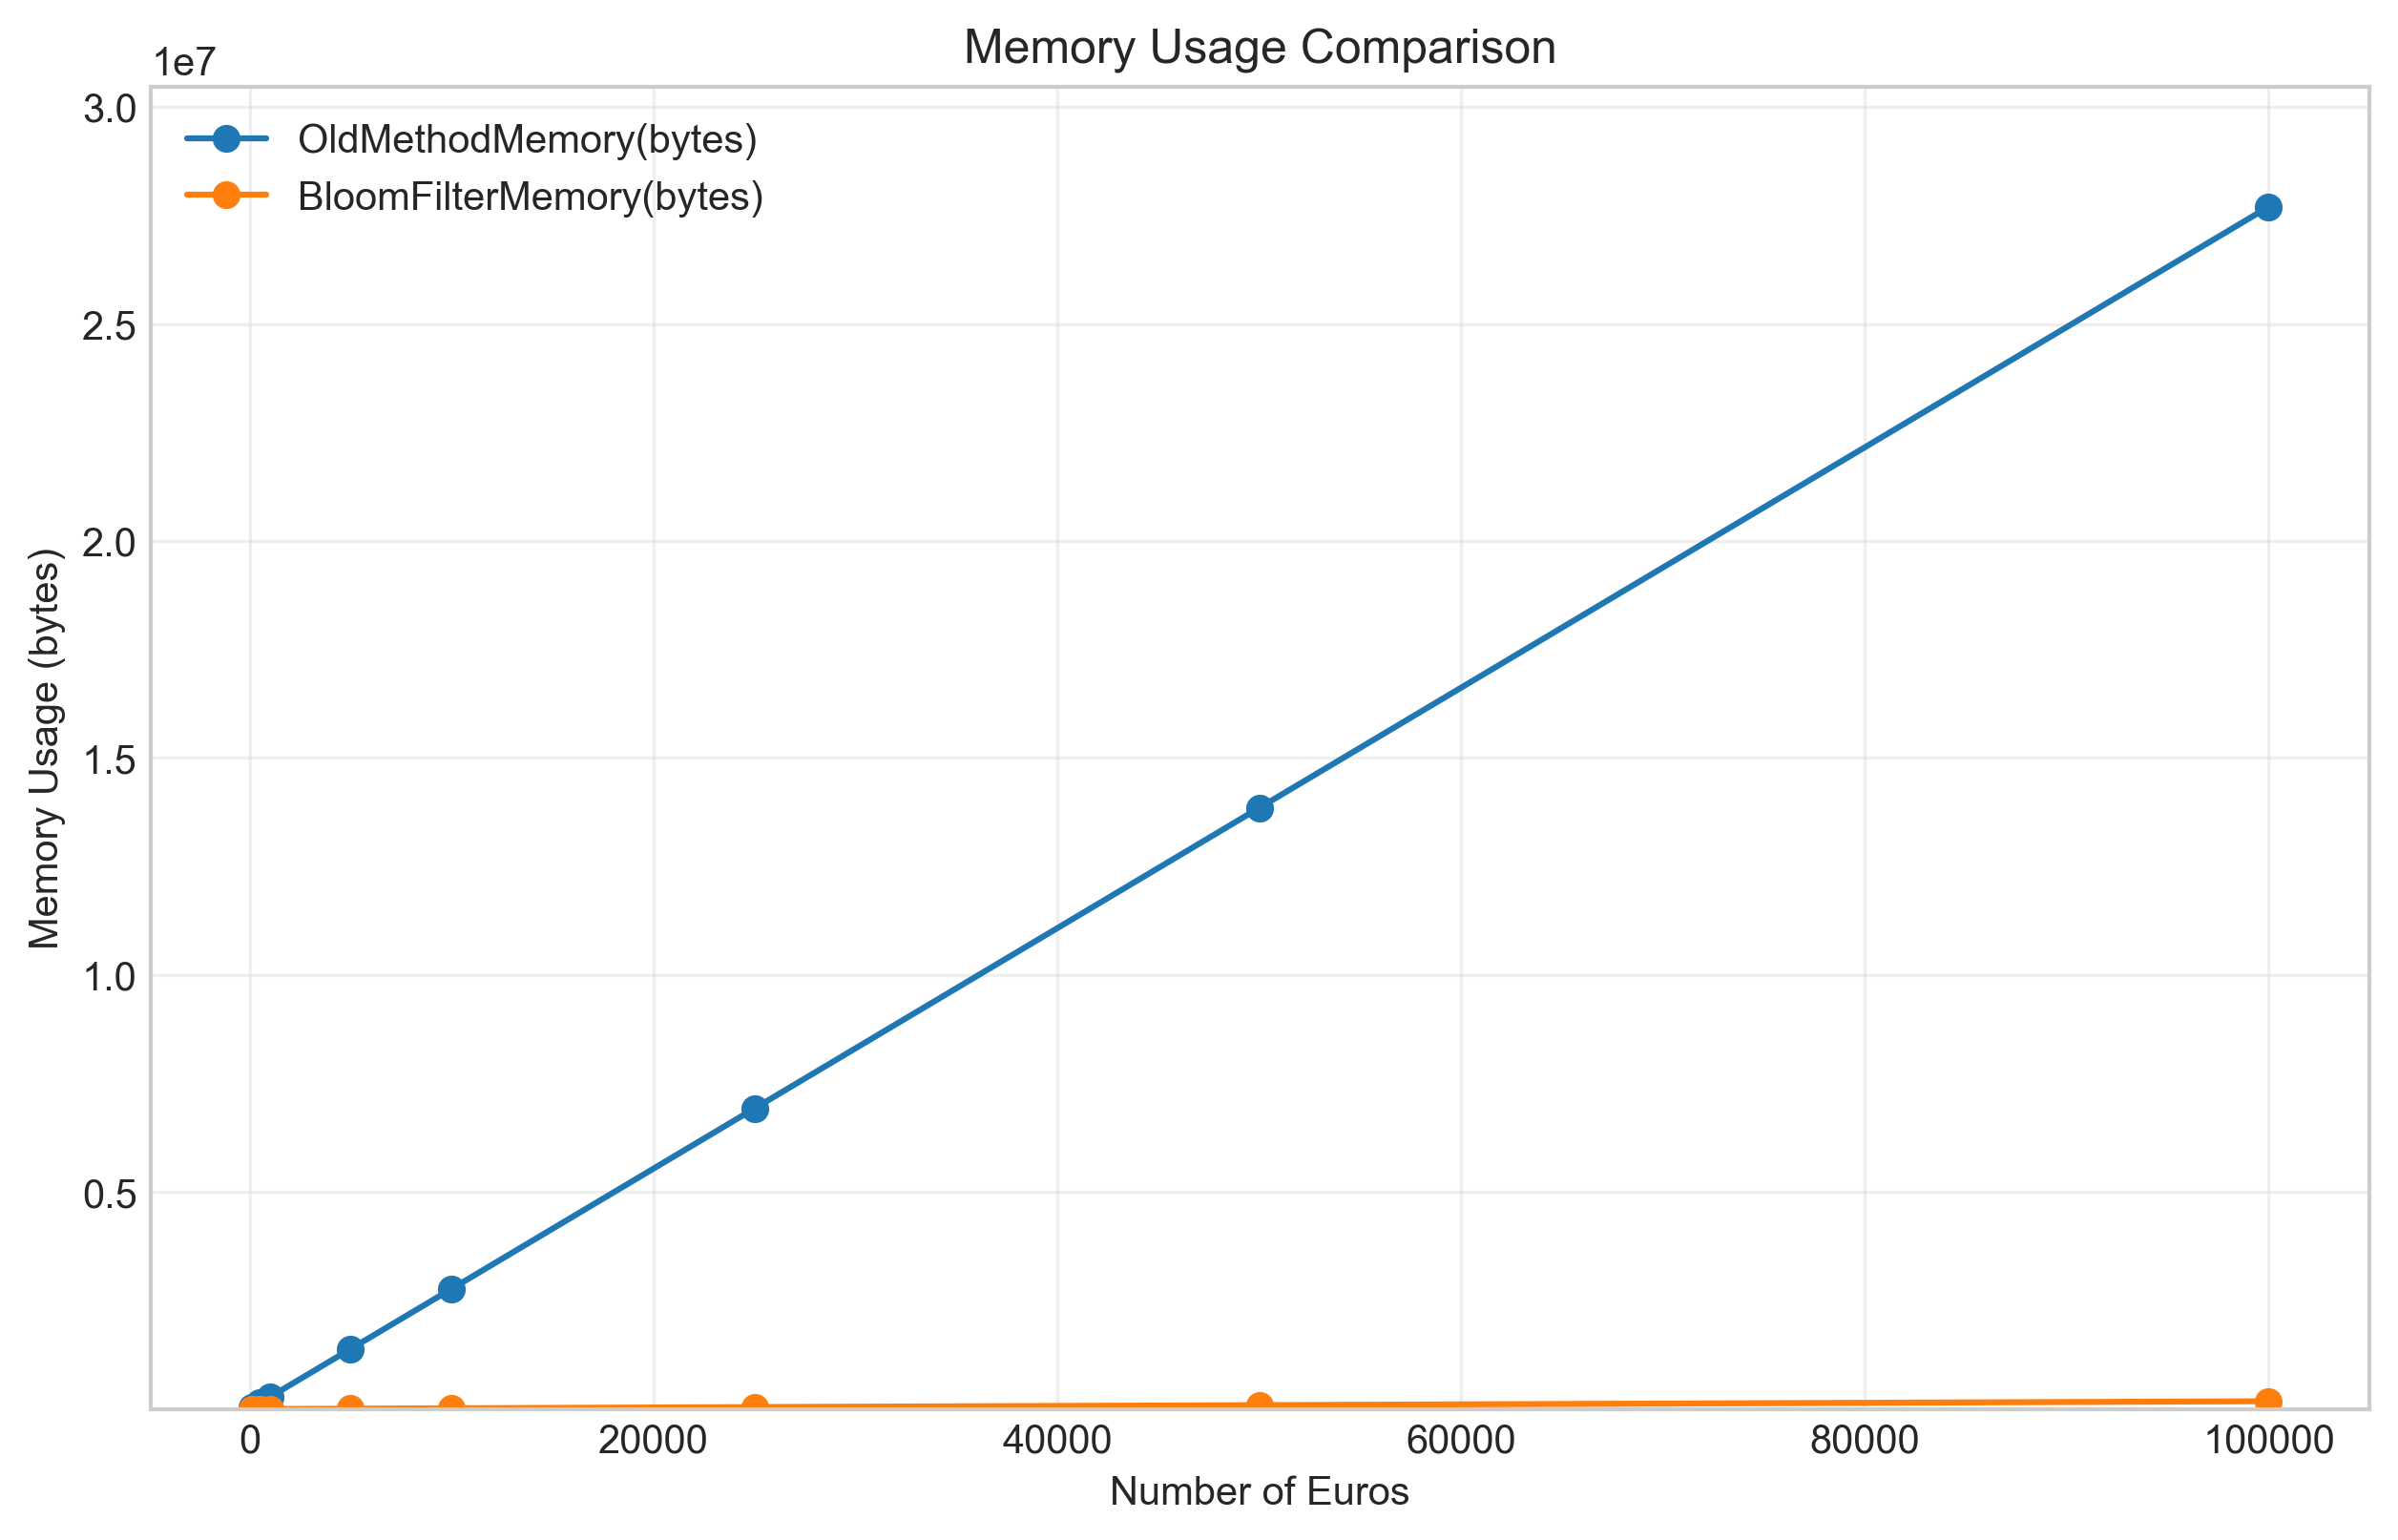 Memory Usage Comparison
1e7
3.0
OldMethodMemory(bytes)
BloomFilterMemory(bytes)
2.5
2.0
1.5
1.0
0.5
Memory Usage (bytes)
0 20000 40000 60000 80000 100000
Number of Euros